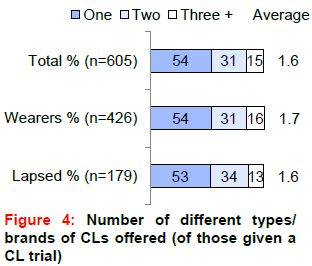 One Two Three + Average
Total % (n=605) 54 31 15 1.6
Wearers % (n=426) 54 31 16 1.7
Lapsed % (n=179) 53 34 13 1.6
Figure 4: Number of different types/
brands of CLs offered (of those given a
CL trial)